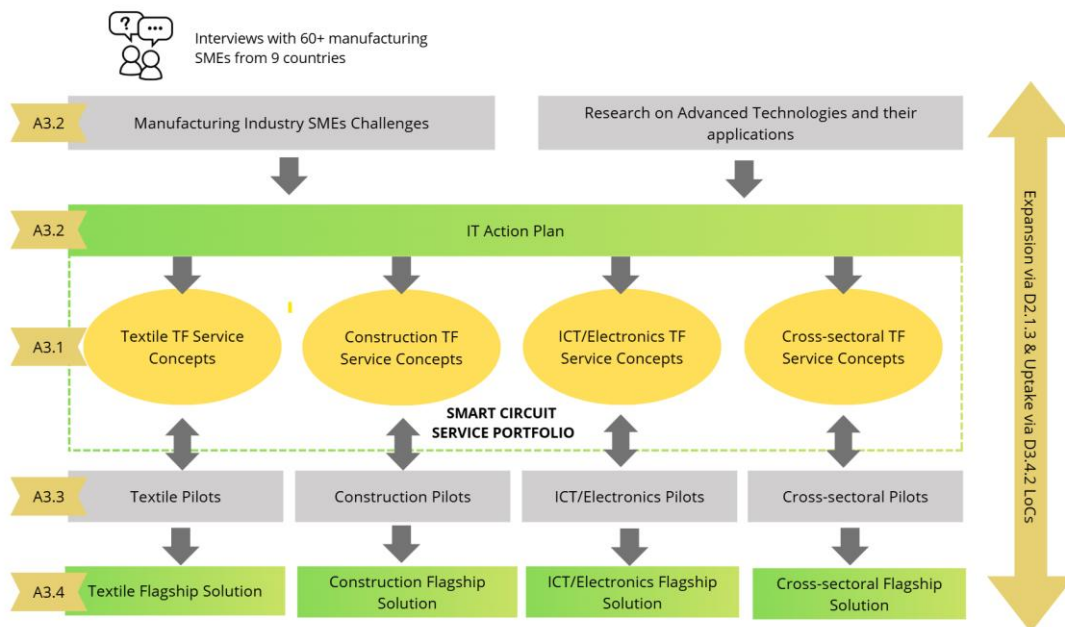 Interviews with 60+ manufacturing
SMEs from 9 countries
A3.2
Manufacturing Industry SMEs Challenges
Research on Advanced Technologies and their
applications
A3.2
IT Action Plan
A3.1
Textile TF Service
Concepts
Construction TF
Service Concepts
ICT/Electronics TF
Service Concepts
Cross-sectoral TF
Service Concepts
SMART CIRCUIT
SERVICE PORTFOLIO
A3.3
Textile Pilots
Construction Pilots
ICT/Electronics Pilots
Cross-sectoral Pilots
A3.4
Textile Flagship Solution
Construction Flagship
Solution
ICT/Electronics Flagship
Solution
Cross-sectoral Flagship
Solution
Expansion via D2.1.3 & Uptake via D3.4.2 LoCs